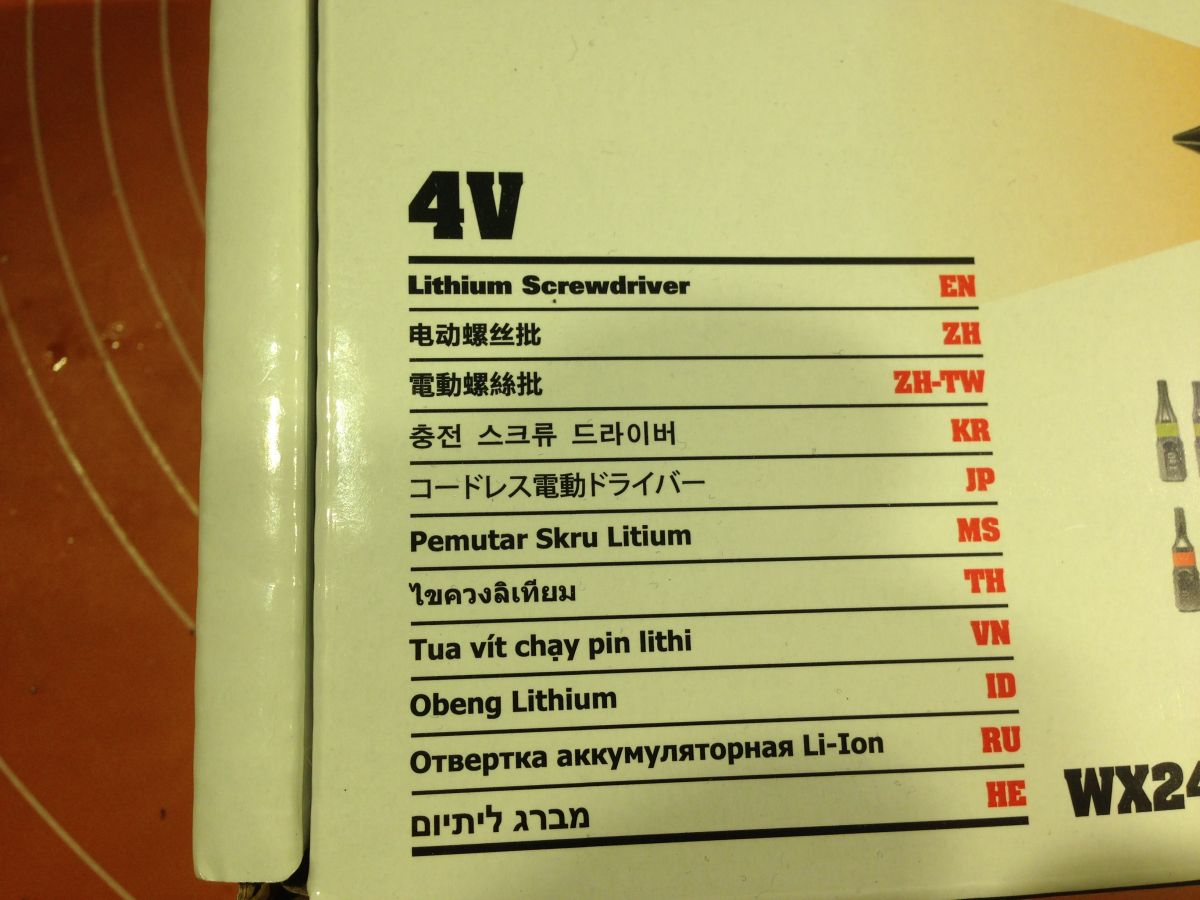 4V
Lithium Screwdriver EN
电动螺丝批 ZH
電動螺絲批 ZH-TW
충전 스크류 드라이버 KR
コードレス電動ドライバー JP
Pemutar Skru Litium MS
ไขควงลิเทียม TH
Tua vít chạy pin lithi VN
Obeng Lithium ID
Отвертка аккумуляторная Li-Ion RU
מברג ליתיום HE
WX24